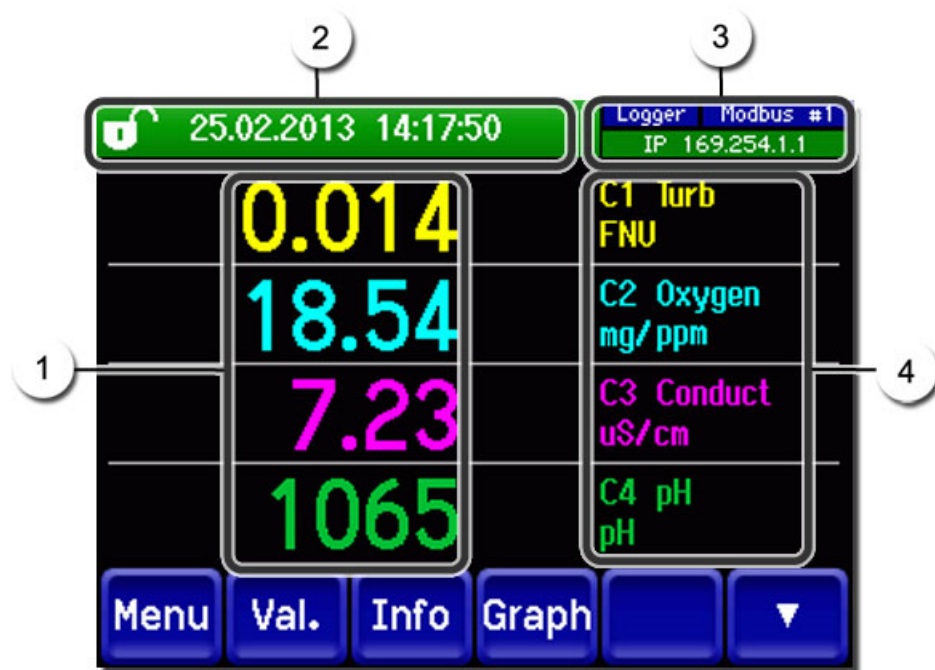 2
3
25.02.2013 14:17:50
Logger Modbus #1
IP 169.254.1.1
0.014
C1 Turb
FNU
18.54
C2 Oxygen
mg/ppm
1
4
7.23
C3 Conduct
uS/cm
1065
C4 pH
pH
Menu Val. Info Graph ▼